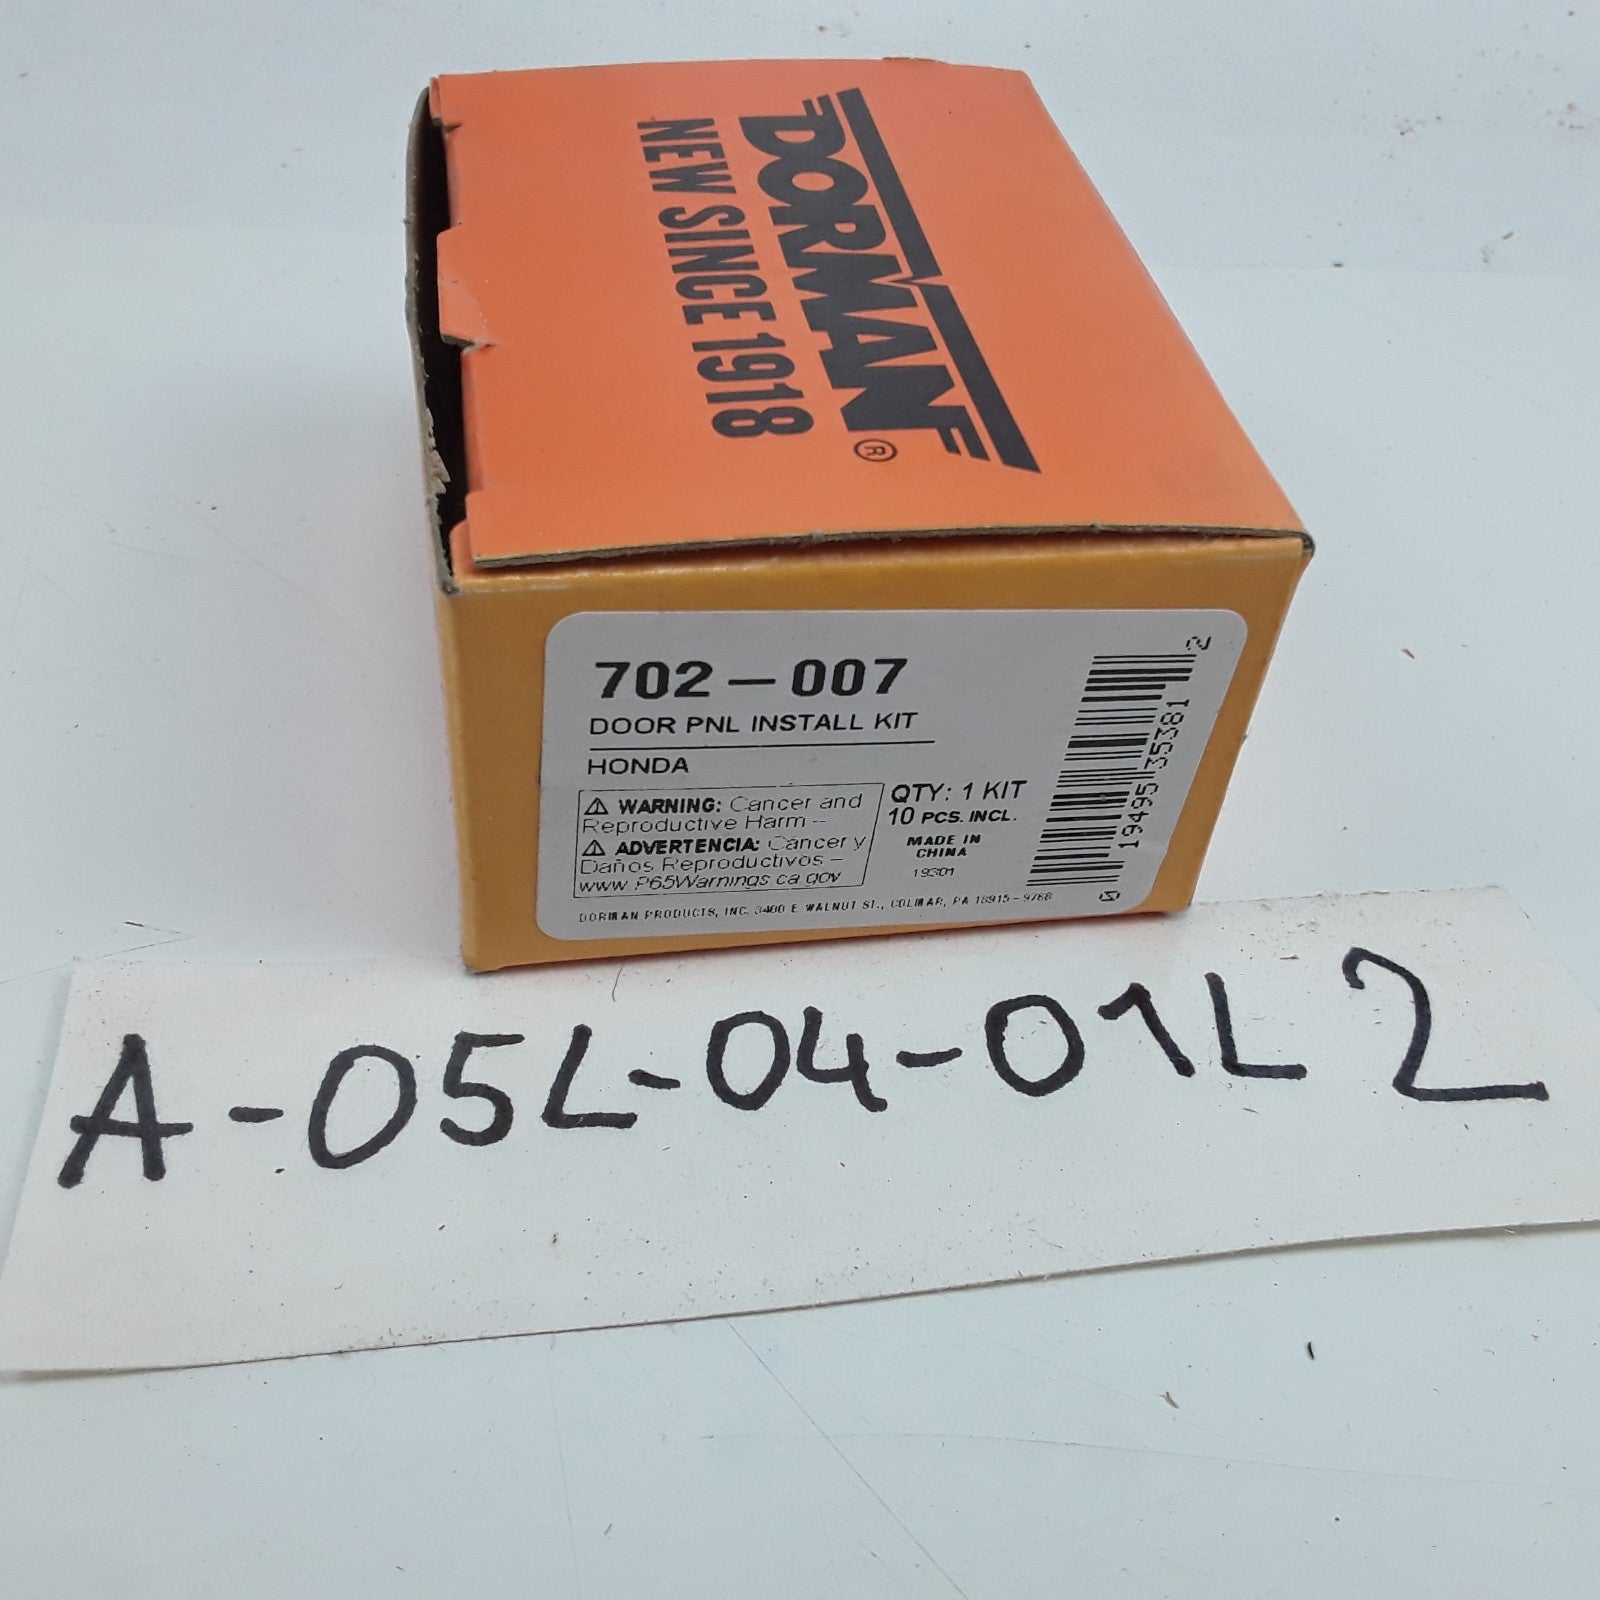 DORMAN®
NEW SINCE 1918
702-007
DOOR PNL INSTALL KIT
HONDA
⚠ WARNING: Cancer and
Reproductive Harm --
⚠ ADVERTENCIA: Cáncer y
Daños Reproductivos –
www.P65Warnings.ca.gov
QTY: 1 KIT
10 PCS. INCL.
MADE IN
CHINA
19301
DORMAN PRODUCTS, INC. 3400 E. WALNUT ST., COLMAR, PA 18915-9768
19495 35381 2
A-05L-04-01L2